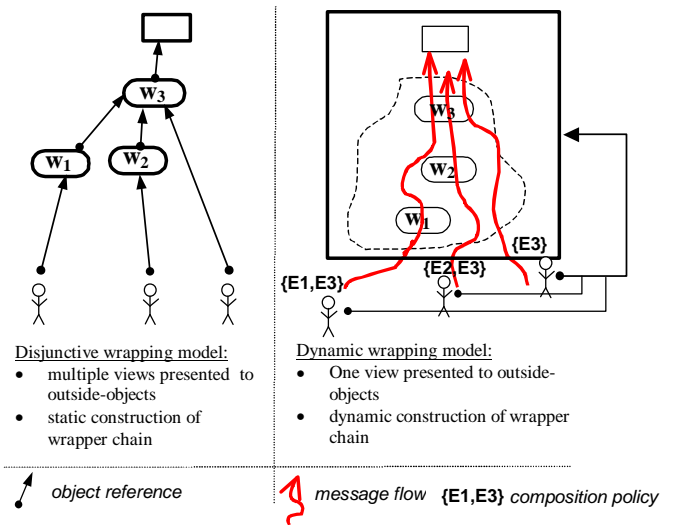 w3
w1
w2
w3
w2
w1
{E3}
{E2,E3}
{E1,E3}
Disjunctive wrapping model:
• multiple views presented to
outside-objects
• static construction of
wrapper chain
Dynamic wrapping model:
• One view presented to outside-
objects
• dynamic construction of wrapper
chain
object reference
message flow
{E1,E3} composition policy